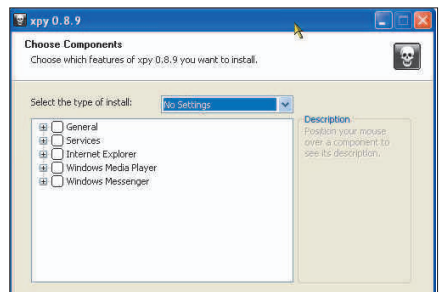 xpy 0.8.9
Choose Components
Choose which features of xpy 0.8.9 you want to install.
Select the type of install:
No Settings
Description
Position your mouse
over a component to
see its description.
General
Services
Internet Explorer
Windows Media Player
Windows Messenger